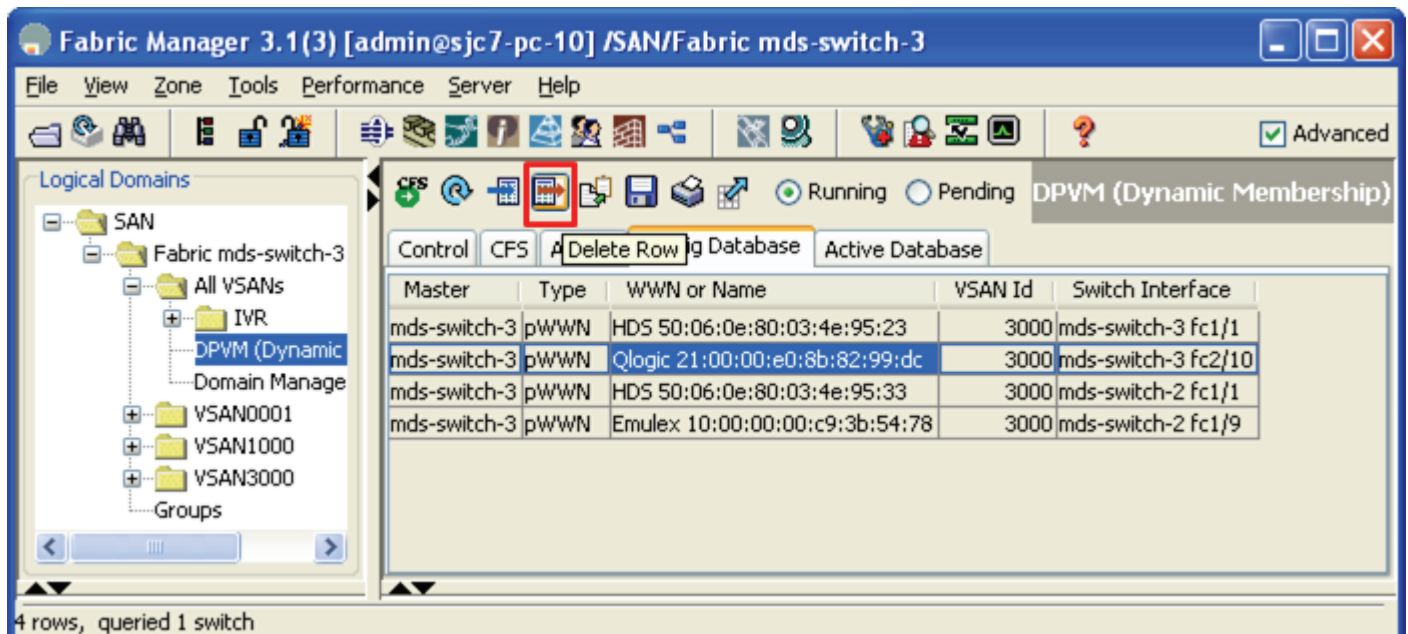 Fabric Manager 3.1(3) [admin@sjc7-pc-10] /SAN/Fabric mds-switch-3
File View Zone Tools Performance Server Help
Advanced
Logical Domains
SAN
Fabric mds-switch-3
All VSANs
IVR
DPVM (Dynamic
Domain Manage
VSAN0001
VSAN1000
VSAN3000
Groups
CFS Running Pending DPVM (Dynamic Membership)
Control CFS A Delete Row ig Database Active Database
Master Type WWN or Name VSAN Id Switch Interface
mds-switch-3 pWWN HDS 50:06:0e:80:03:4e:95:23 3000 mds-switch-3 fc1/1
mds-switch-3 pWWN Qlogic 21:00:00:e0:8b:82:99:dc 3000 mds-switch-3 fc2/10
mds-switch-3 pWWN HDS 50:06:0e:80:03:4e:95:33 3000 mds-switch-2 fc1/1
mds-switch-3 pWWN Emulex 10:00:00:00:c9:3b:54:78 3000 mds-switch-2 fc1/9
4 rows, queried 1 switch